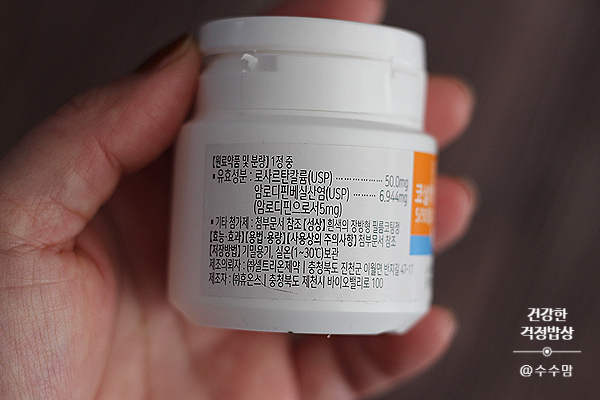 [원료약품 및 분량] 1정 중
• 유효성분 : 로사르탄칼륨(USP) ⋯⋯⋯⋯⋯⋯ 50.0mg
암로디핀베실산염(USP) ⋯⋯⋯⋯ 6.944mg
(암로디핀으로서5mg)
• 기타 첨가제 : 첨부문서 참조 [성상] 흰색의 장방형 필름코팅정
[효능·효과][용법·용량][사용상의 주의사항] 첨부문서 참조
[저장방법] 기밀용기, 실온(1~30℃)보관
제조의뢰자 : ㈜셀트리온제약 | 충청북도 진천군 이월면 반지길 47-10
제조자 : ㈜휴온스 | 충청북도 제천시 바이오밸리로 100
건강한
걱정밥상
@수수맘